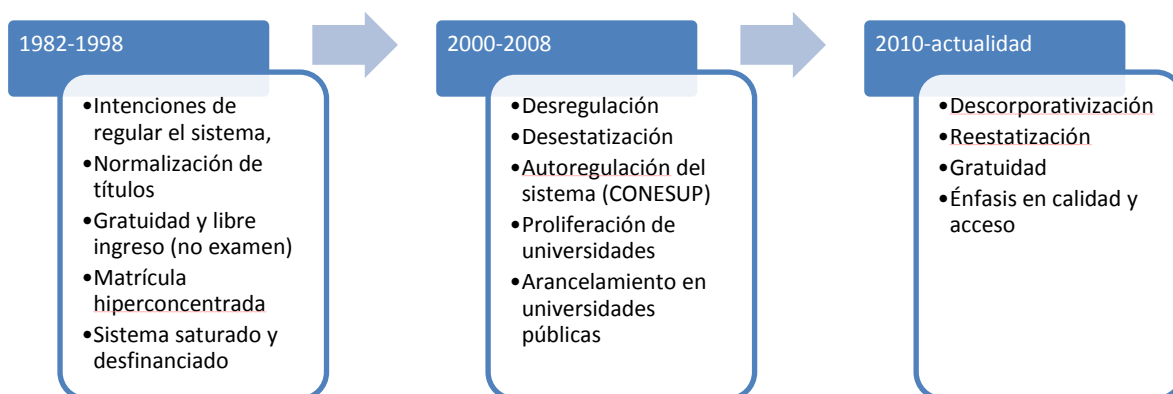 1982-1998
•Intenciones de
regular el sistema,
•Normalización de
títulos
•Gratuidad y libre
ingreso (no examen)
•Matrícula
hiperconcentrada
•Sistema saturado y
desfinanciado
2000-2008
•Desregulación
•Desestatización
•Autoregulación del
sistema (CONESUP)
•Proliferación de
universidades
•Arancelamiento en
universidades
públicas
2010-actualidad
•Descorporativización
•Reestatización
•Gratuidad
•Énfasis en calidad y
acceso